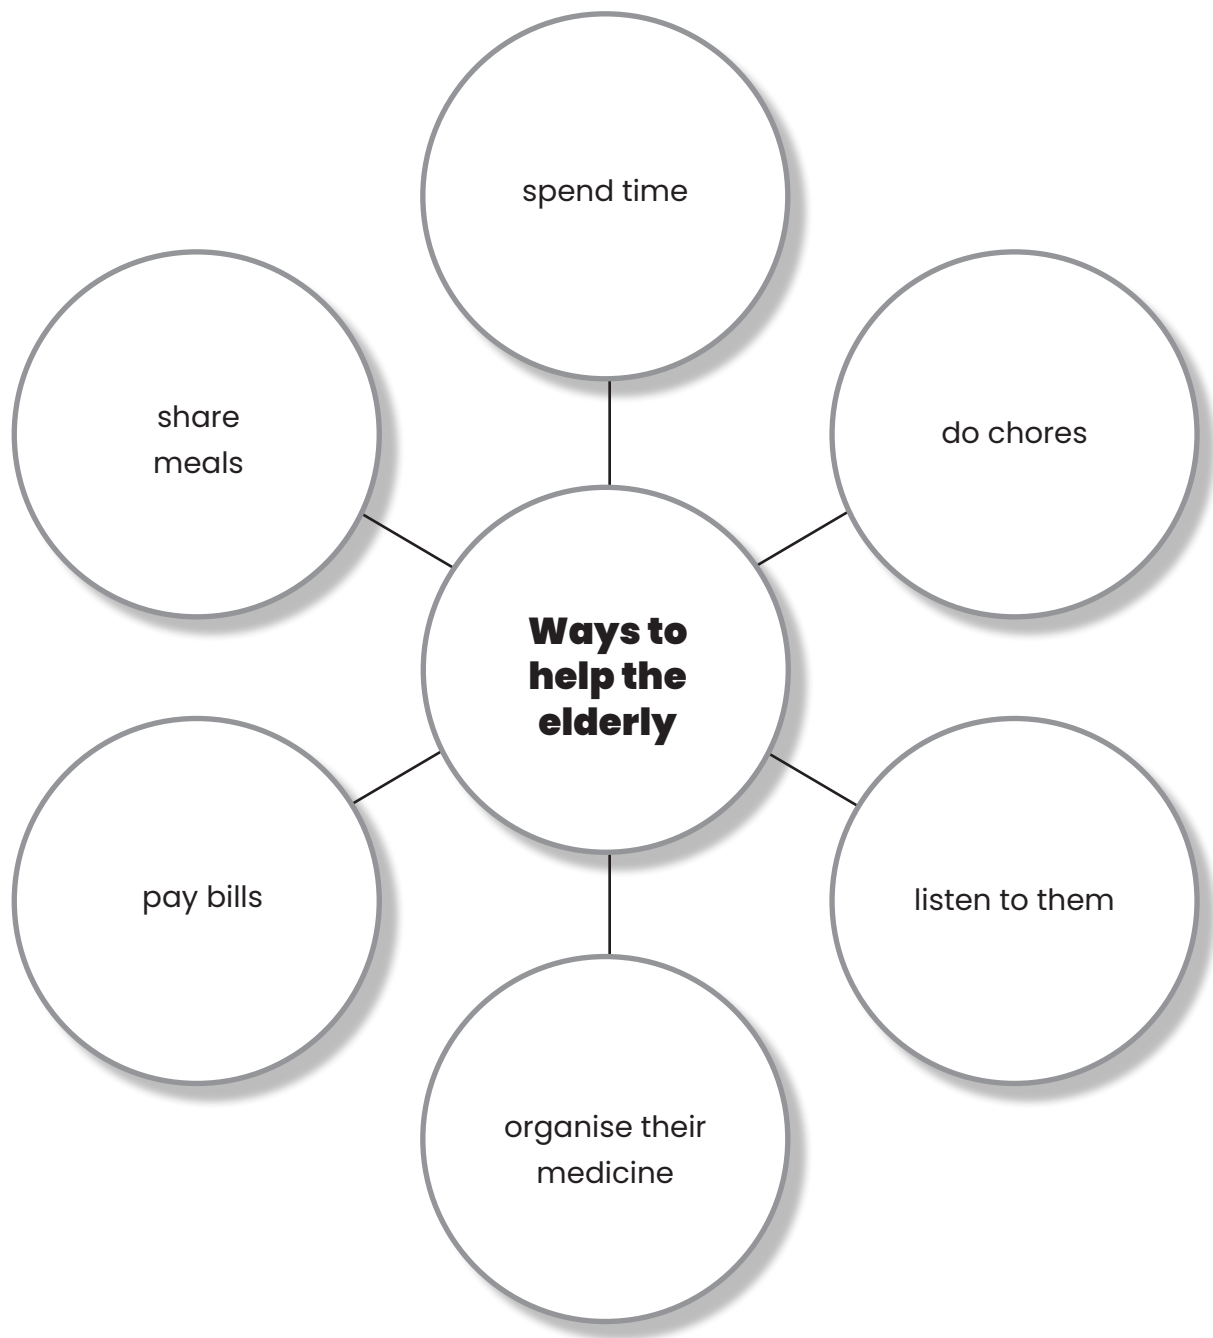 spend time
share
meals
do chores
Ways to
help the
elderly
pay bills
listen to them
organise their
medicine